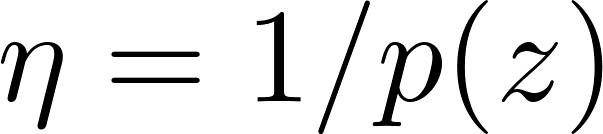 η = 1/p(z)